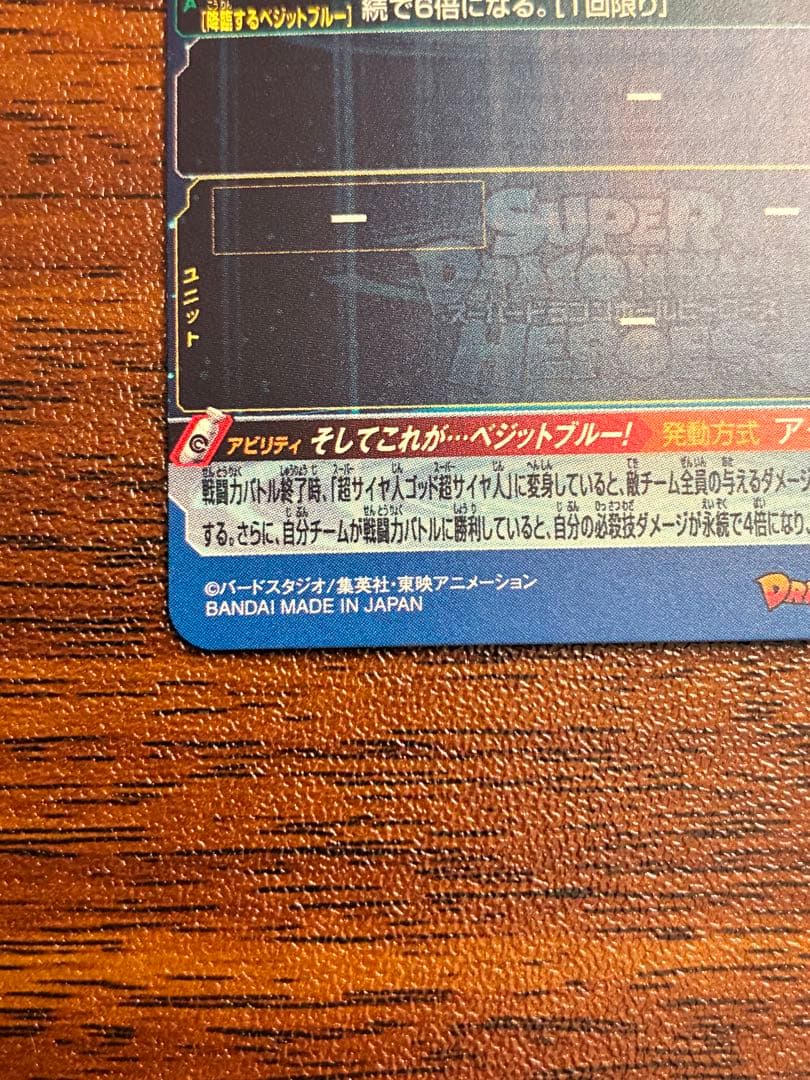 A [降臨するベジットブルー] 続で6倍になる。[1回限り]
—
— —
SUPER
DRAGON BALL
スーパードラゴンボールヒーローズ
HEROES
—
ユニット
アビリティ そしてこれが…ベジットブルー! 発動方式 ア
戦闘力バトル終了時、「超サイヤ人ゴッド超サイヤ人」に変身していると、敵チーム全員の与えるダメージ
する。さらに、自分チームが戦闘力バトルに勝利していると、自分の必殺技ダメージが永続で4倍になり、
©バードスタジオ/集英社・東映アニメーション
BANDAI MADE IN JAPAN
DR